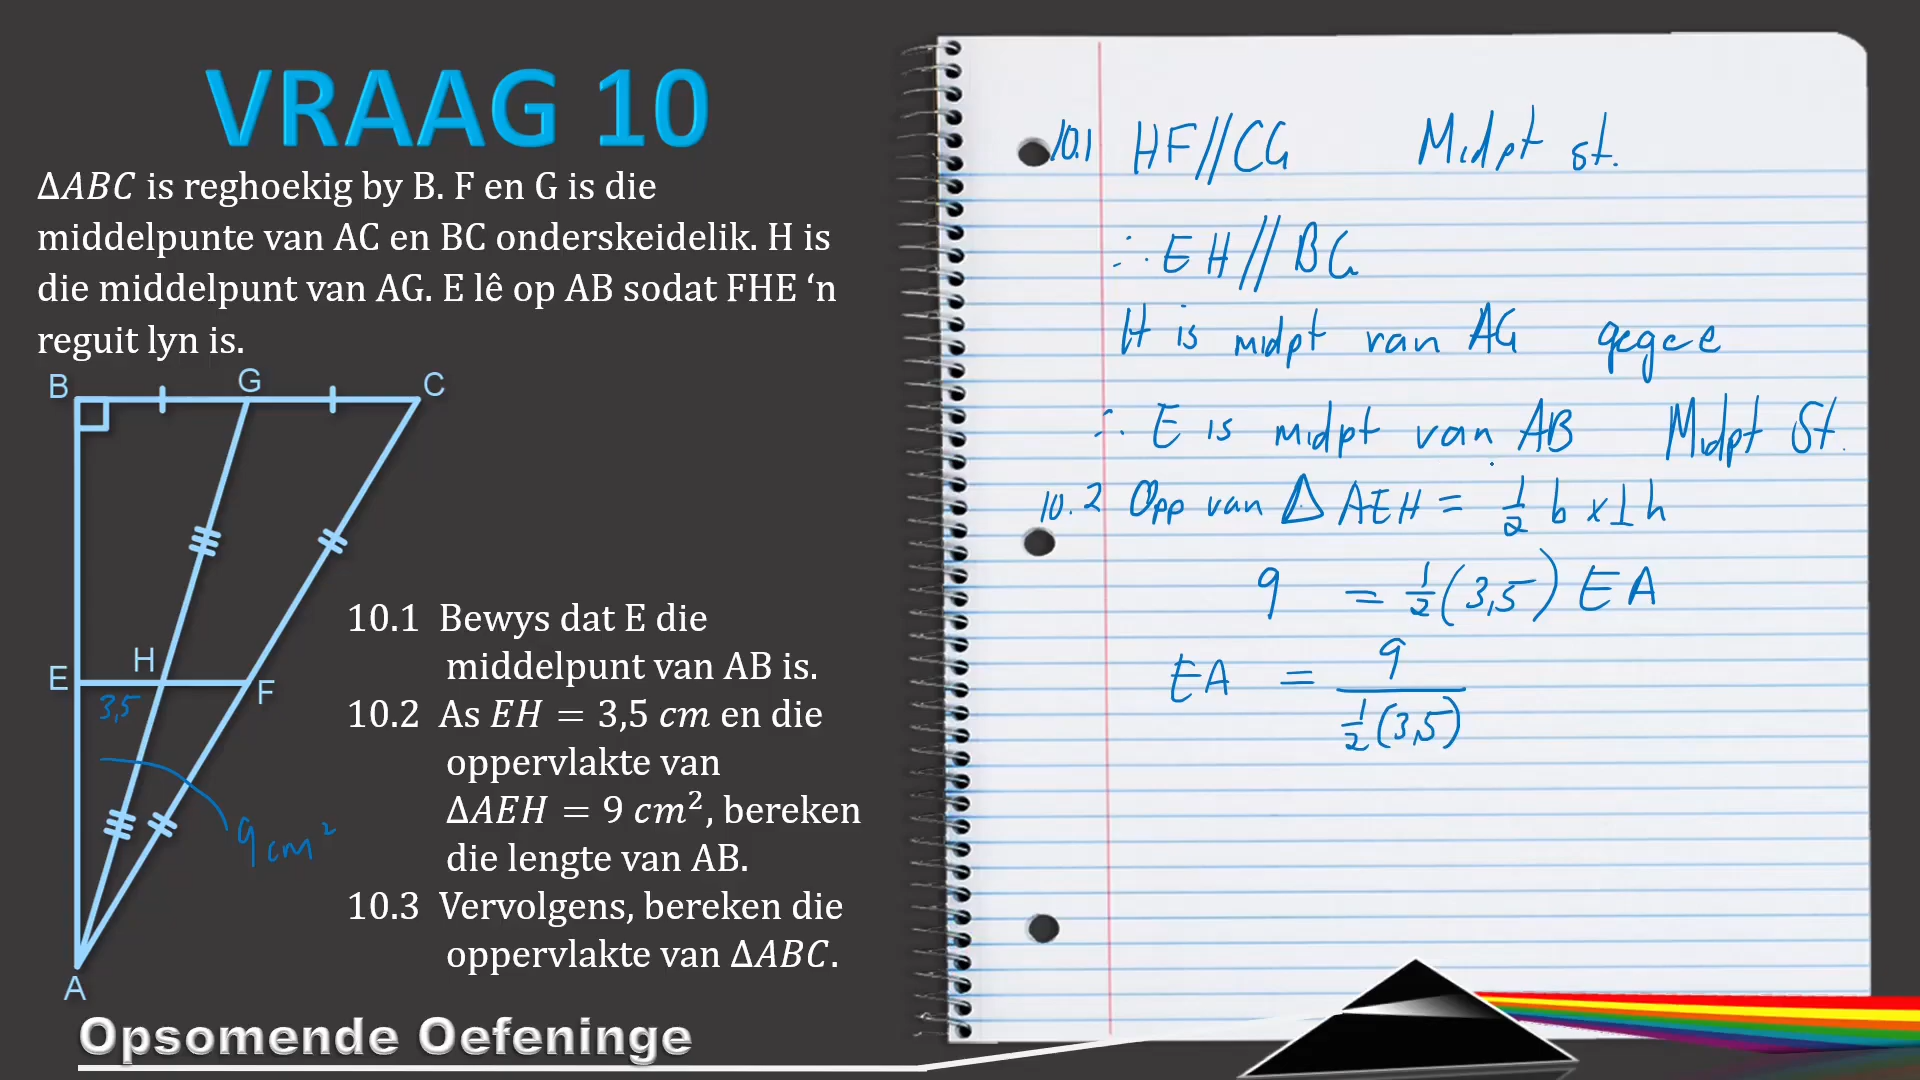 VRAAG 10
ΔABC is reghoekig by B. F en G is die
middelpunte van AC en BC onderskeidelik. H is
die middelpunt van AG. E lê op AB sodat FHE ‘n
reguit lyn is.
B G C
E H F
3,5
9 cm²
A
10.1 Bewys dat E die
middelpunt van AB is.
10.2 As EH = 3,5 cm en die
oppervlakte van
ΔAEH = 9 cm², bereken
die lengte van AB.
10.3 Vervolgens, bereken die
oppervlakte van ΔABC.
Opsomende Oefeninge
10.1 HF//CG Midpt st.
∴ EH//BG
H is midpt van AG gegee
∴ E is midpt van AB Midpt St.
10.2 Opp van Δ AEH = ½ b x ⊥ h
9 = ½(3,5) EA
EA = 9
½(3,5)